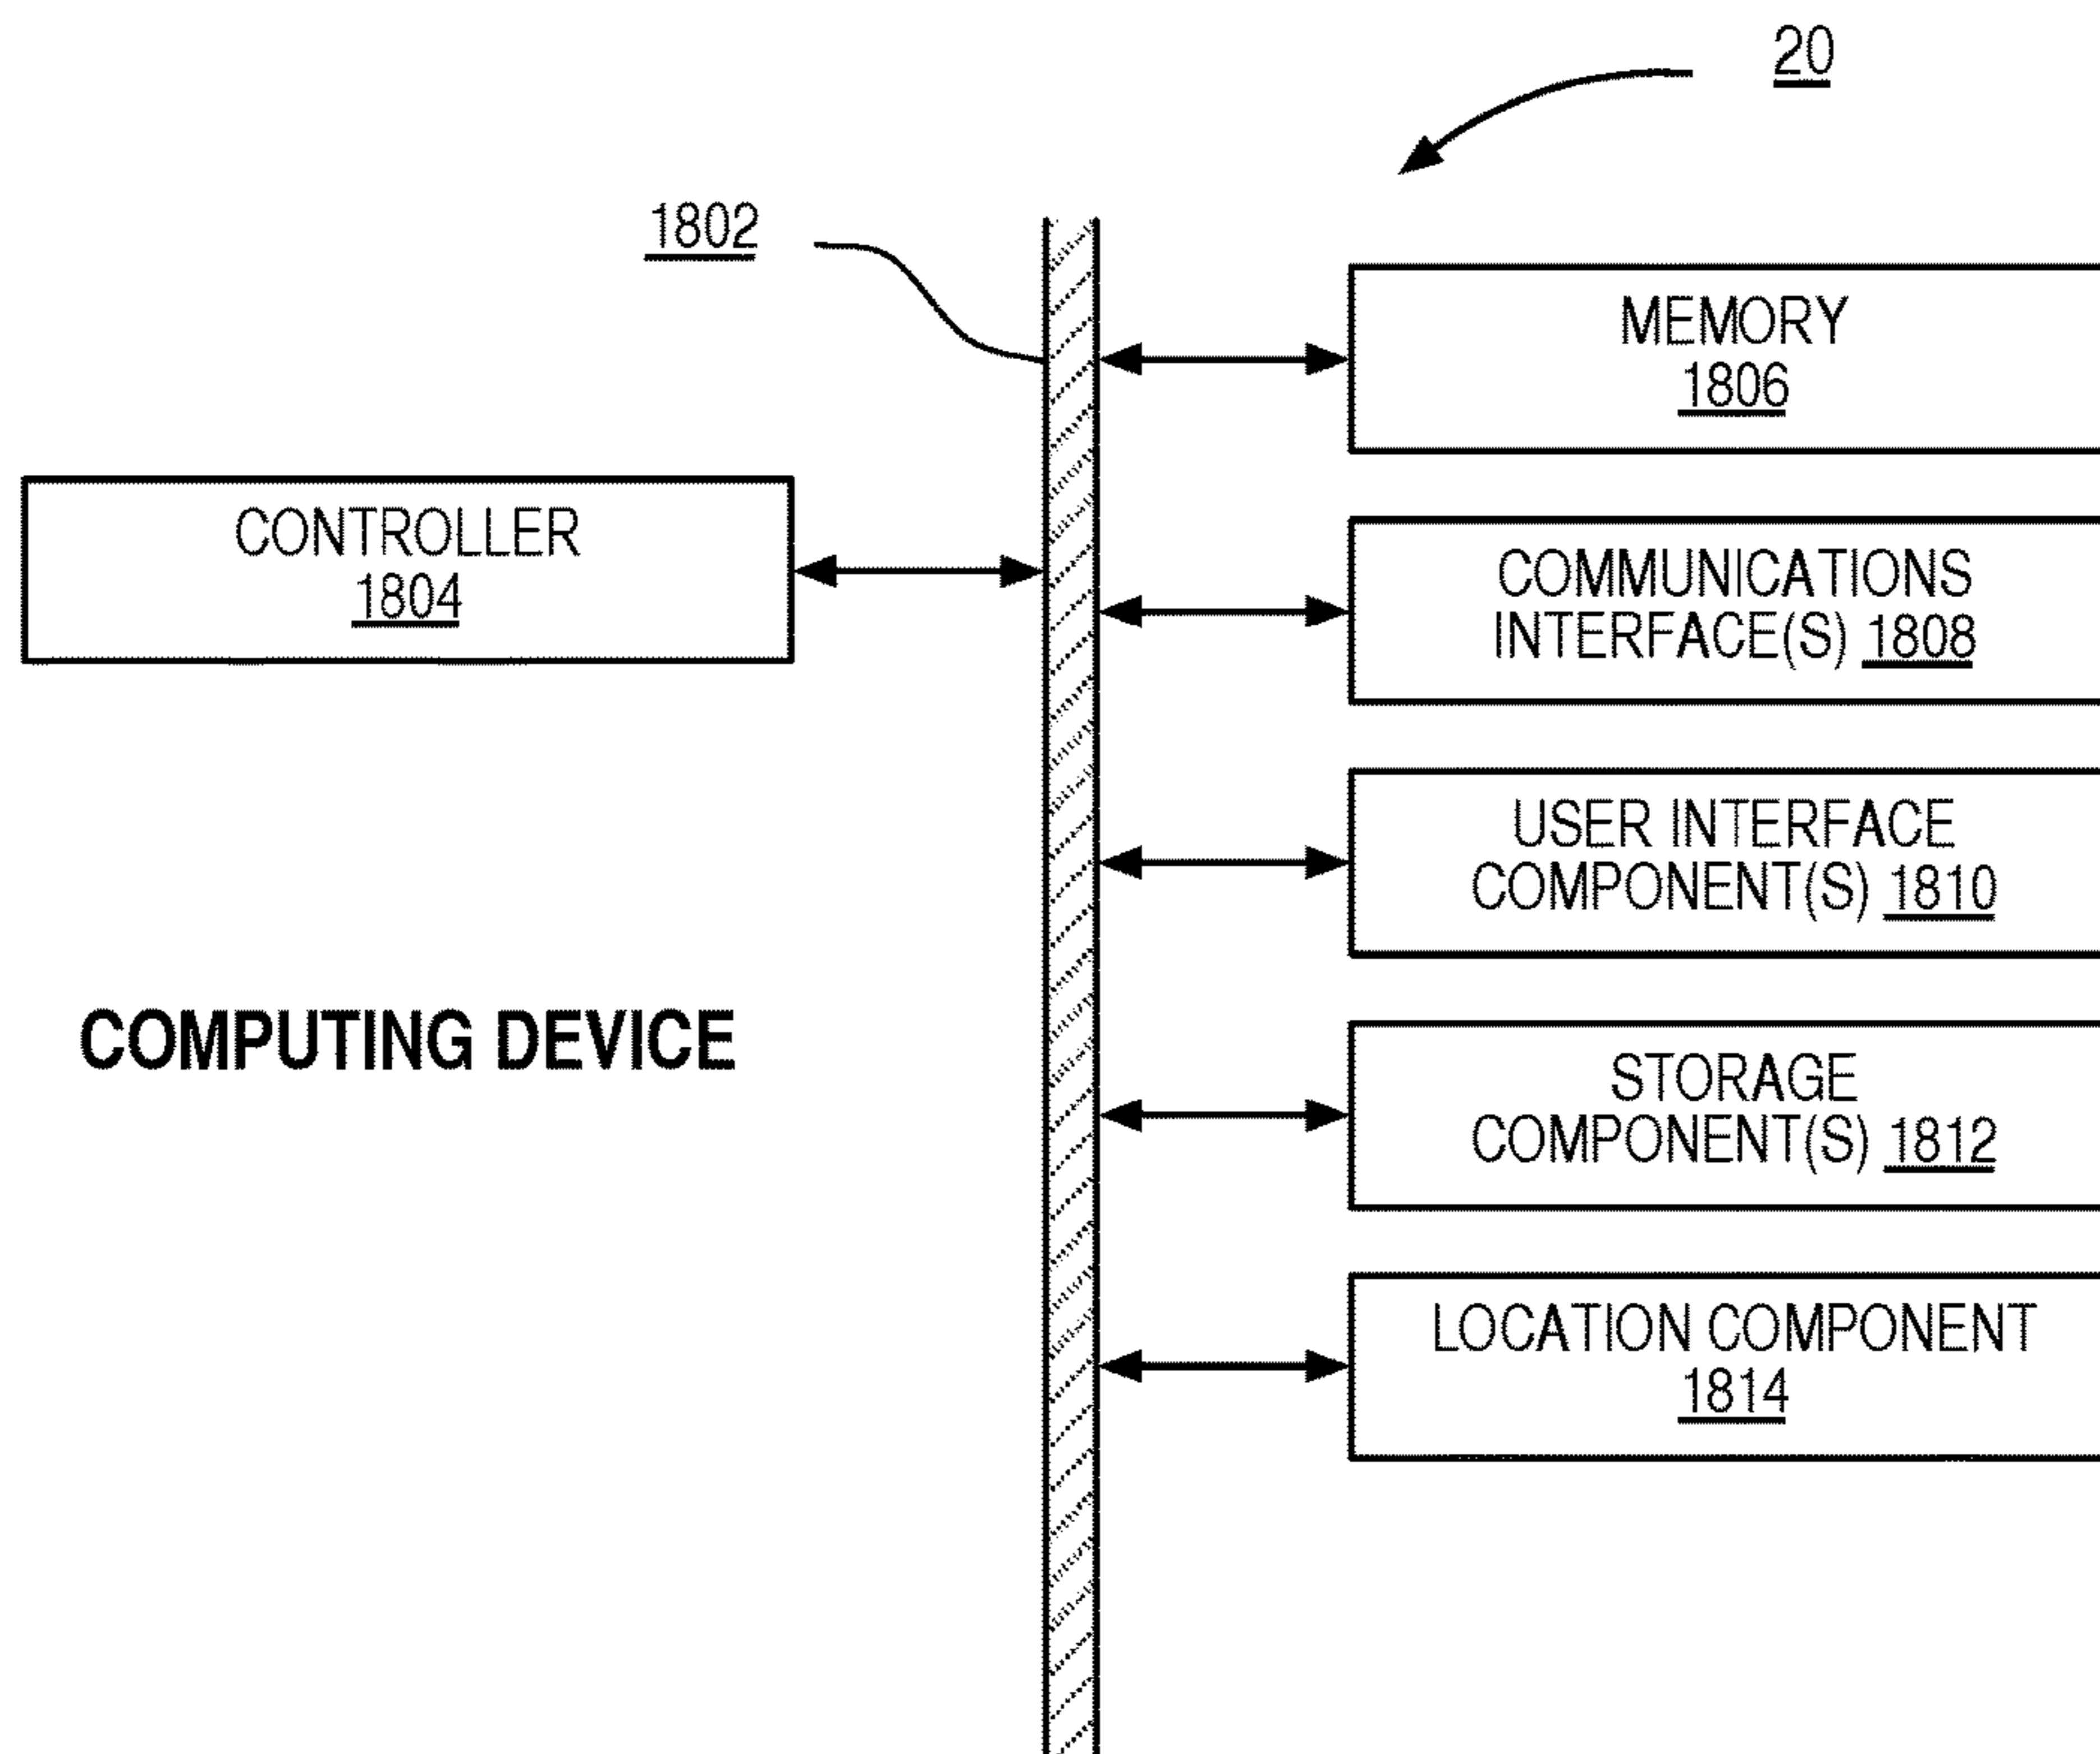 20
1802
MEMORY
1806
CONTROLLER
1804
COMMUNICATIONS
INTERFACE(S) 1808
USER INTERFACE
COMPONENT(S) 1810
COMPUTING DEVICE
STORAGE
COMPONENT(S) 1812
LOCATION COMPONENT
1814